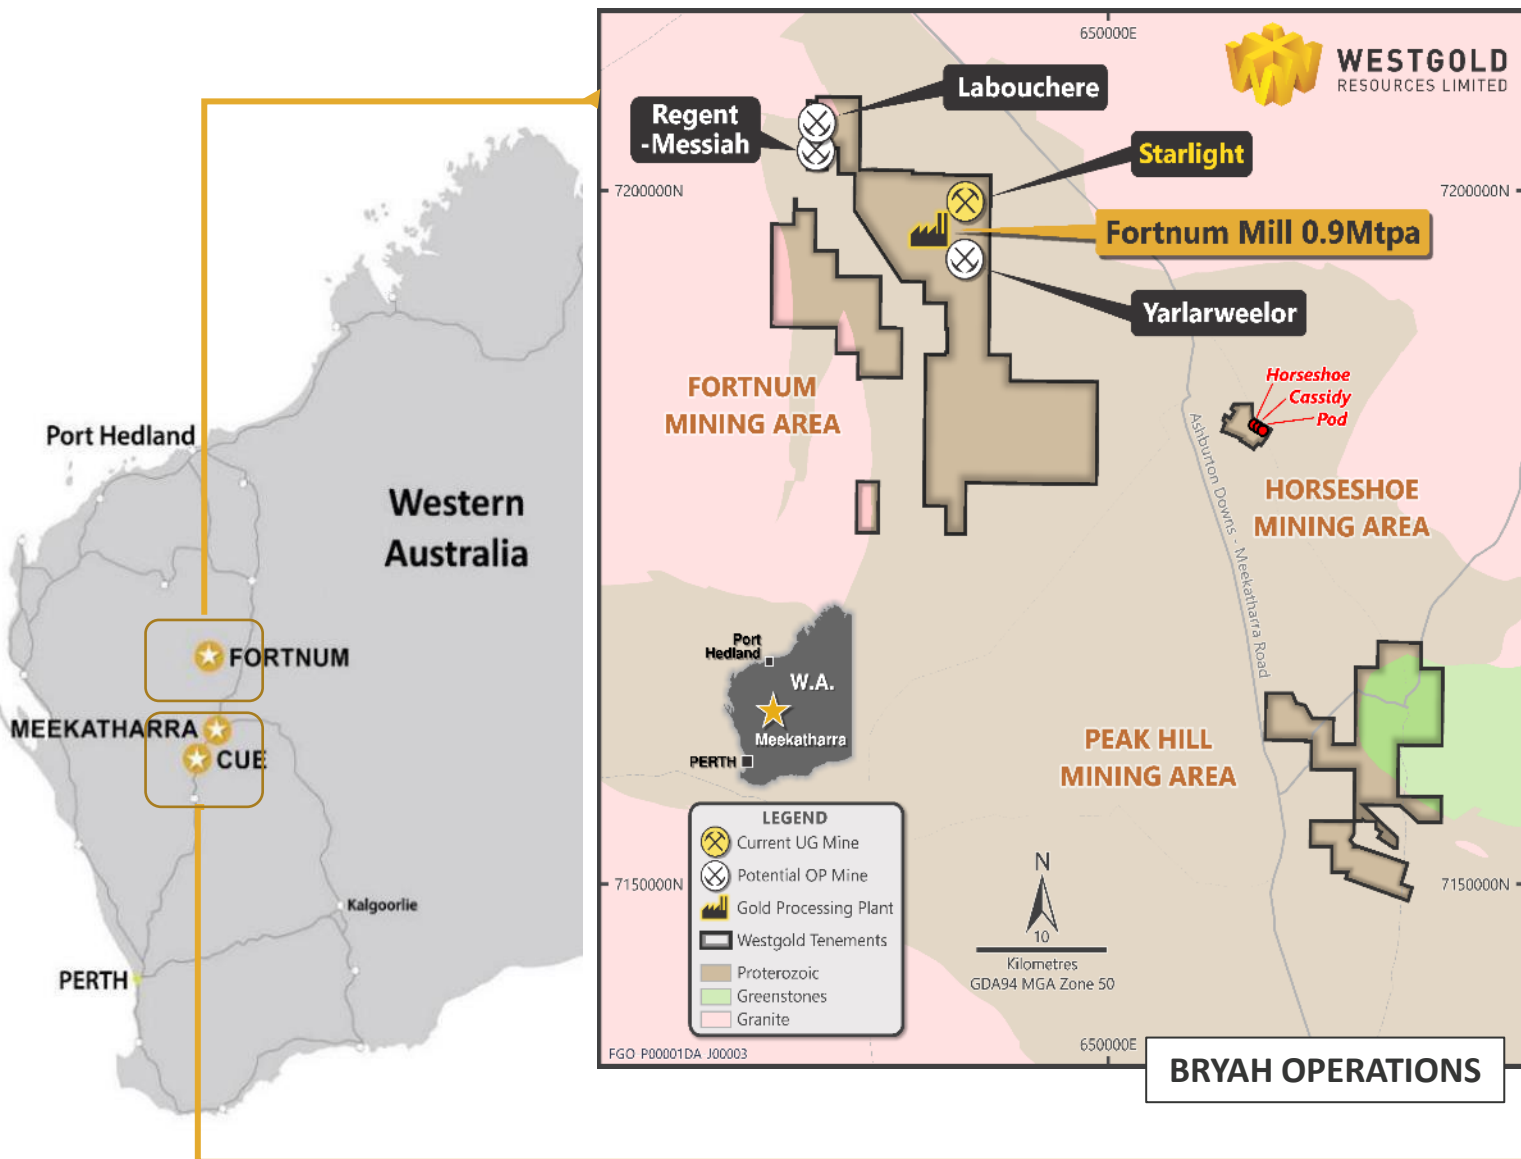 Port Hedland
Western
Australia
FORTNUM
MEEKATHARRA
CUE
Kalgoorlie
PERTH
650000E
WESTGOLD
RESOURCES LIMITED
Labouchere
Regent
-Messiah
Starlight
7200000N
7200000N
Fortnum Mill 0.9Mtpa
Yarlarweelor
FORTNUM
MINING AREA
Horseshoe
Cassidy
Pod
Ashburton Downs - Meekatharra Road
HORSESHOE
MINING AREA
Port
Hedland
W.A.
Meekatharra
PERTH
PEAK HILL
MINING AREA
LEGEND
Current UG Mine
Potential OP Mine
Gold Processing Plant
Westgold Tenements
Proterozoic
Greenstones
Granite
7150000N
7150000N
N
10
Kilometres
GDA94 MGA Zone 50
FGO P00001DA J00003
650000E
BRYAH OPERATIONS